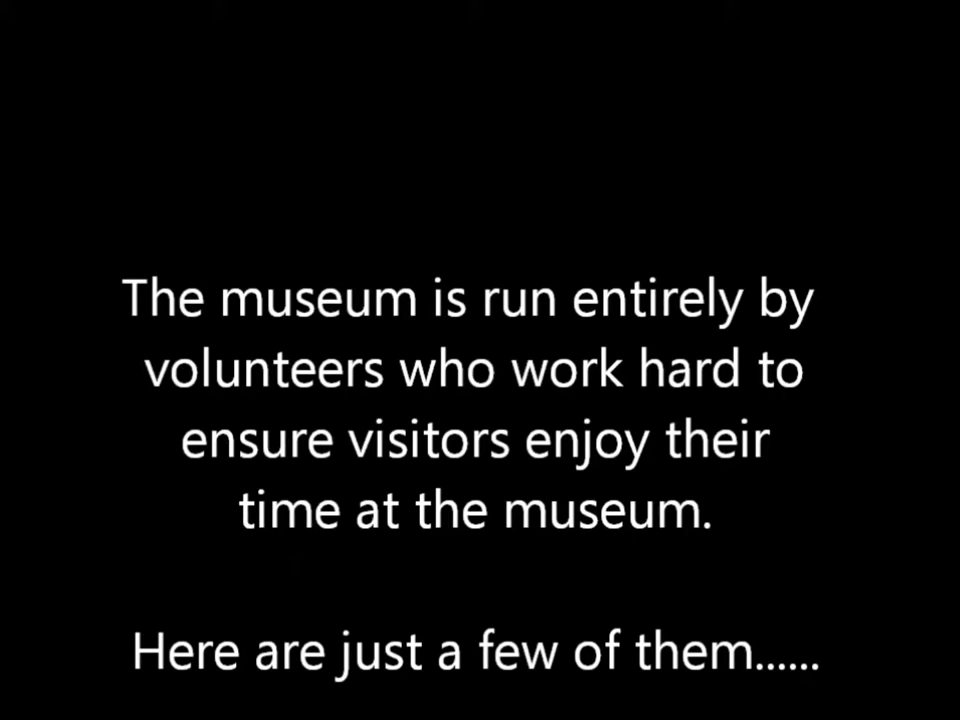 The museum is run entirely by
volunteers who work hard to
ensure visitors enjoy their
time at the museum.
Here are just a few of them......